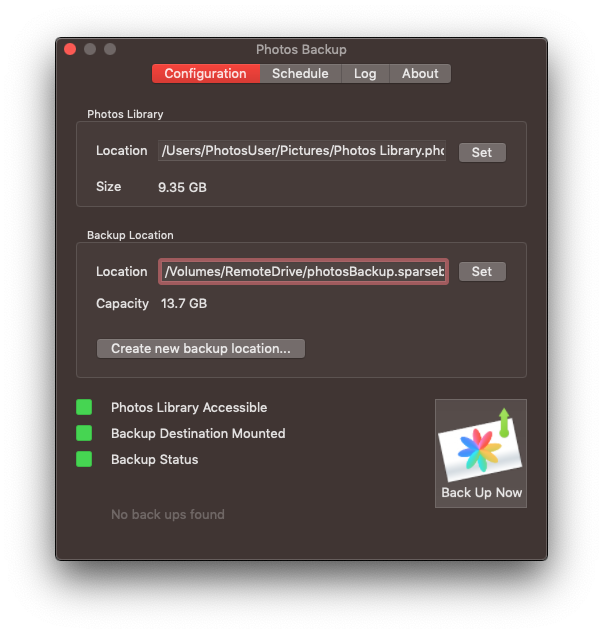 Photos Backup
Configuration Schedule Log About
Photos Library
Location /Users/PhotosUser/Pictures/Photos Library.pho Set
Size 9.35 GB
Backup Location
Location /Volumes/RemoteDrive/photosBackup.sparseb Set
Capacity 13.7 GB
Create new backup location...
Photos Library Accessible
Backup Destination Mounted
Backup Status
Back Up Now
No back ups found